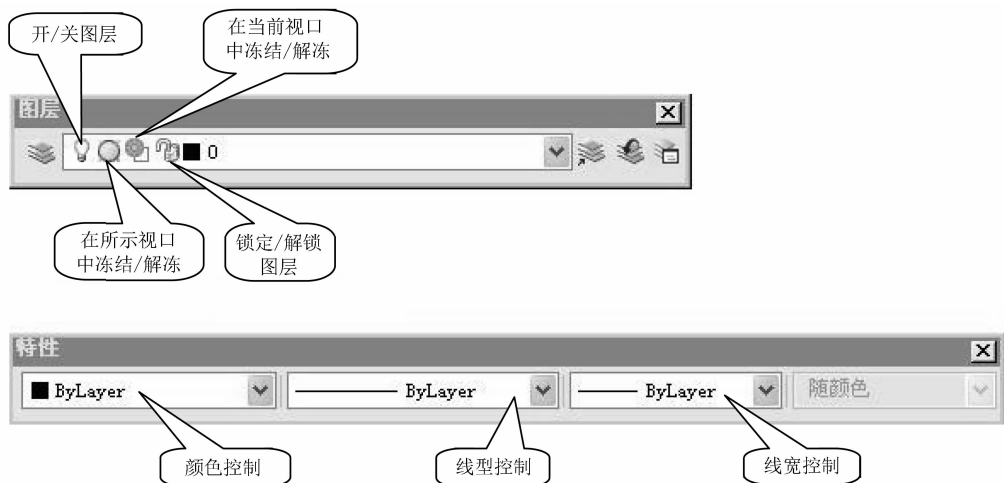 开/关图层
在当前视口
中冻结/解冻
图层
0
在所示视口
中冻结/解冻
锁定/解锁
图层
特性
ByLayer
ByLayer
ByLayer
随颜色
颜色控制
线型控制
线宽控制